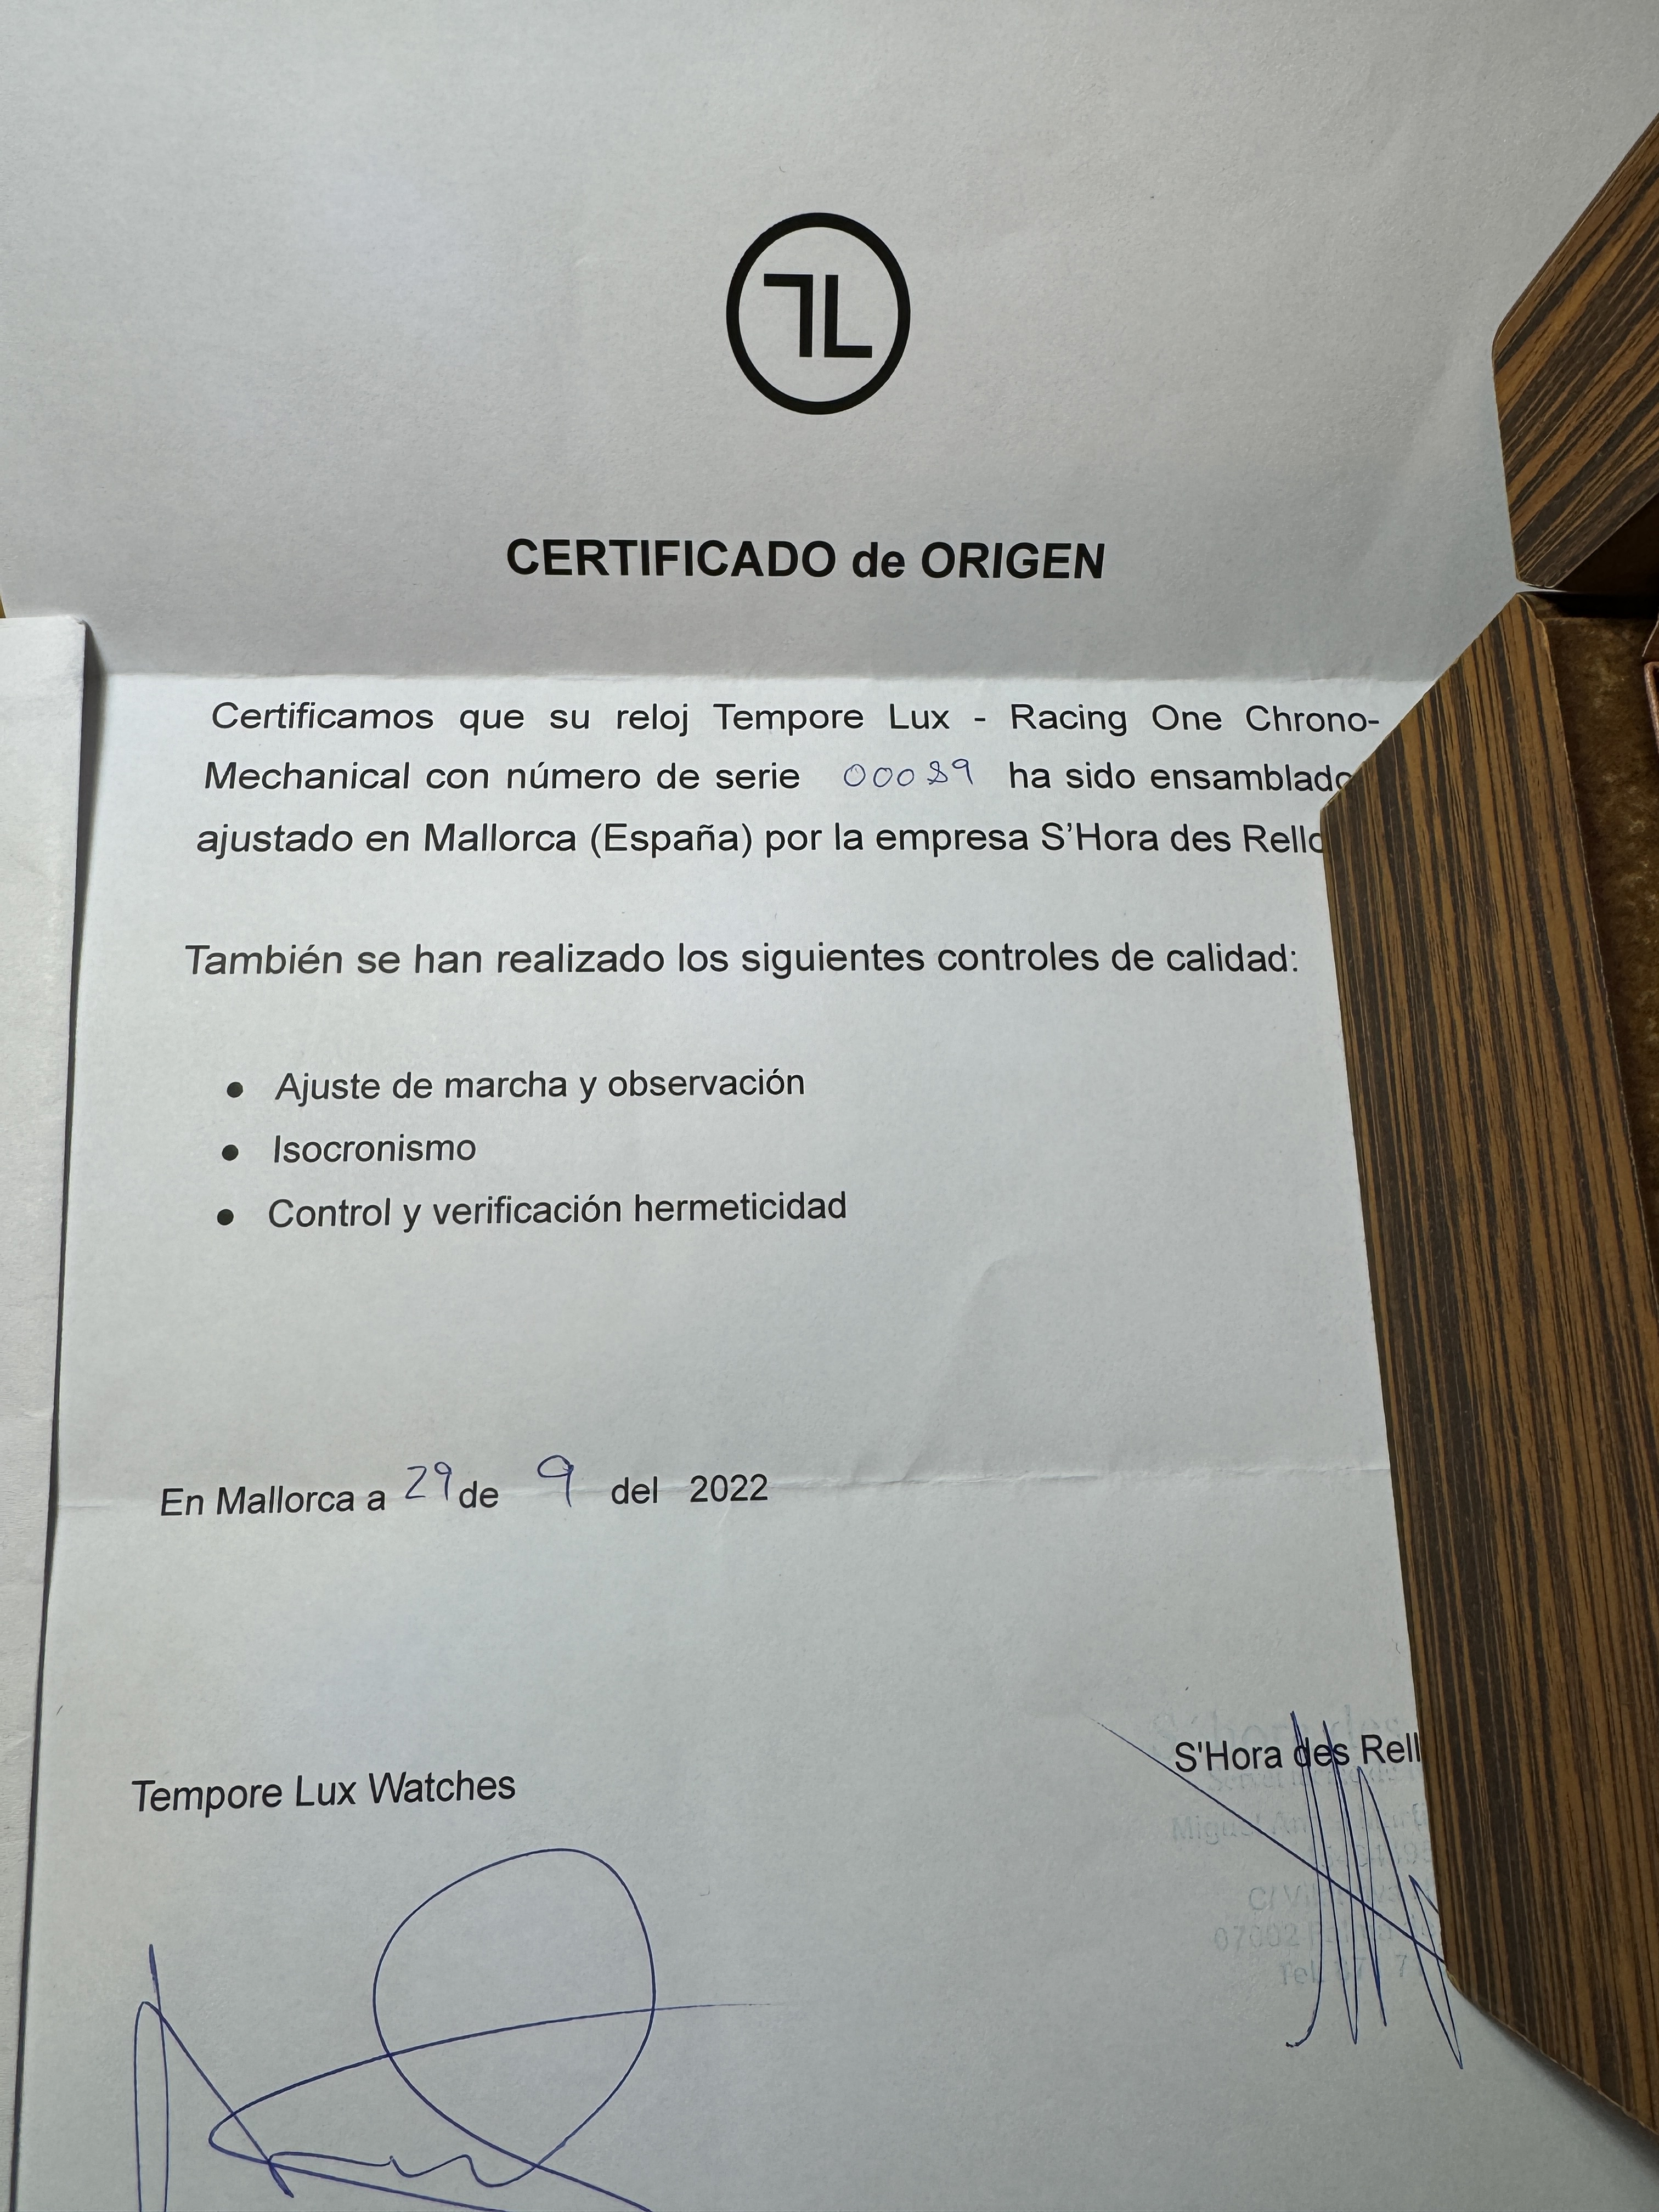 TL
CERTIFICADO de ORIGEN
Certificamos que su reloj Tempore Lux - Racing One Chrono-
Mechanical con número de serie 00089 ha sido ensamblado
ajustado en Mallorca (España) por la empresa S'Hora des Rello
También se han realizado los siguientes controles de calidad:
● Ajuste de marcha y observación
● Isocronismo
● Control y verificación hermeticidad
En Mallorca a 29 de 9 del 2022
S'Hora des Rell
Tempore Lux Watches
07002
Tel.